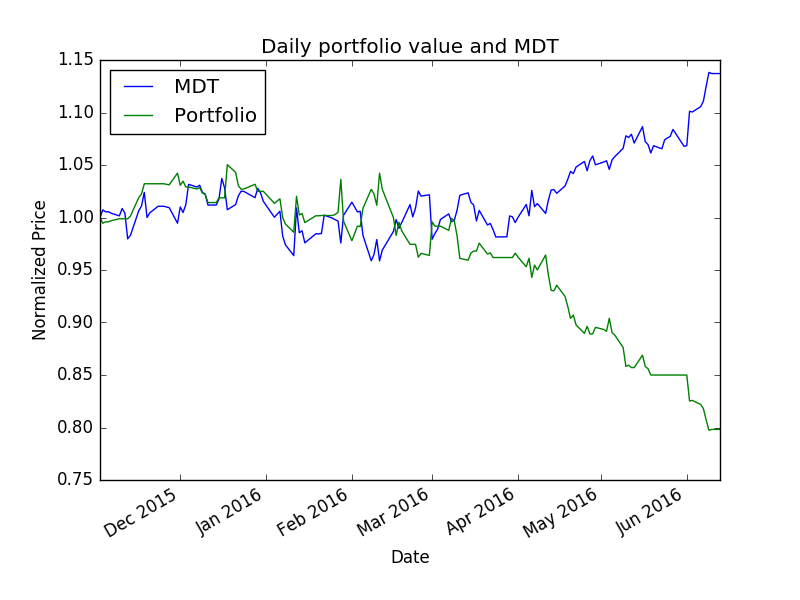 Daily portfolio value and MDT
1.15
1.10
1.05
1.00
0.95
0.90
0.85
0.80
0.75
Normalized Price
MDT
Portfolio
Dec 2015
Jan 2016
Feb 2016
Mar 2016
Apr 2016
May 2016
Jun 2016
Date